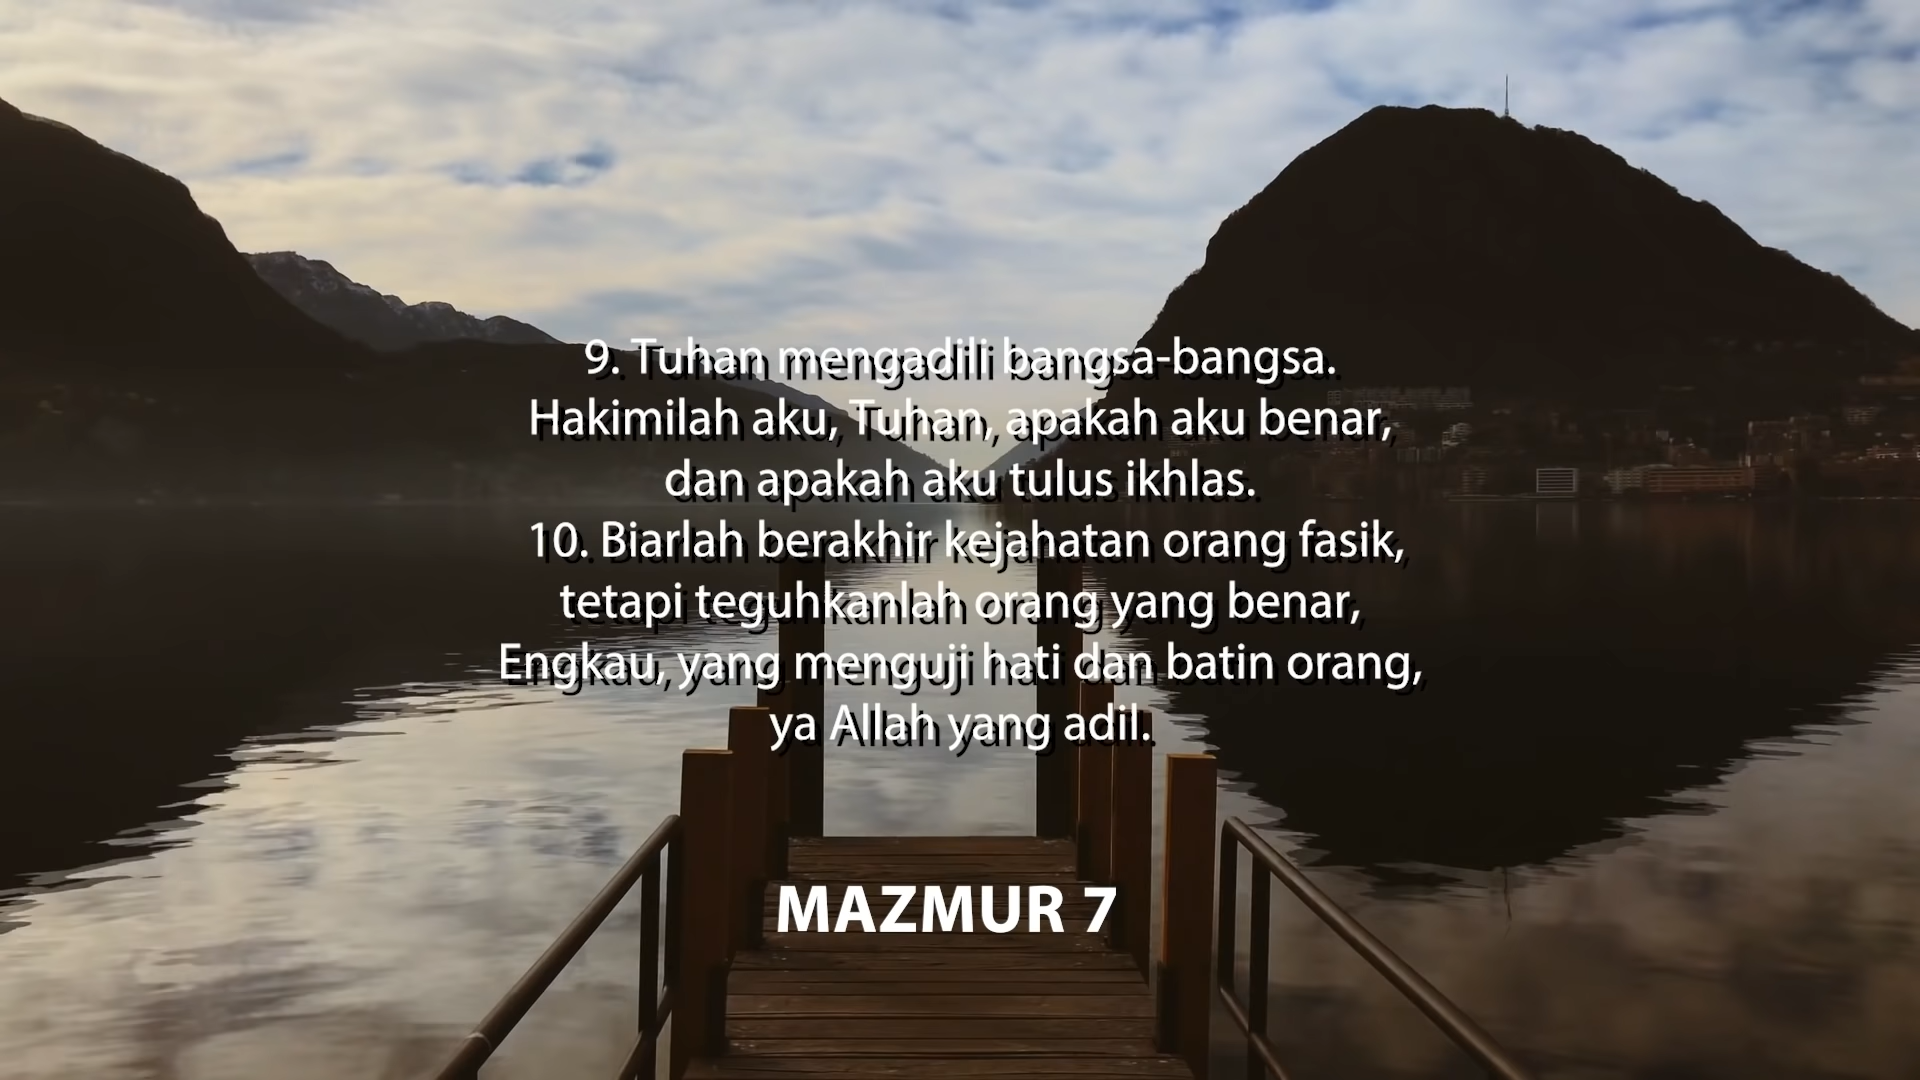 9. Tuhan mengadili bangsa-bangsa.
Hakimilah aku, Tuhan, apakah aku benar,
dan apakah aku tulus ikhlas.
10. Biarlah berakhir kejahatan orang fasik,
tetapi teguhkanlah orang yang benar,
Engkau, yang menguji hati dan batin orang,
ya Allah yang adil.
MAZMUR 7